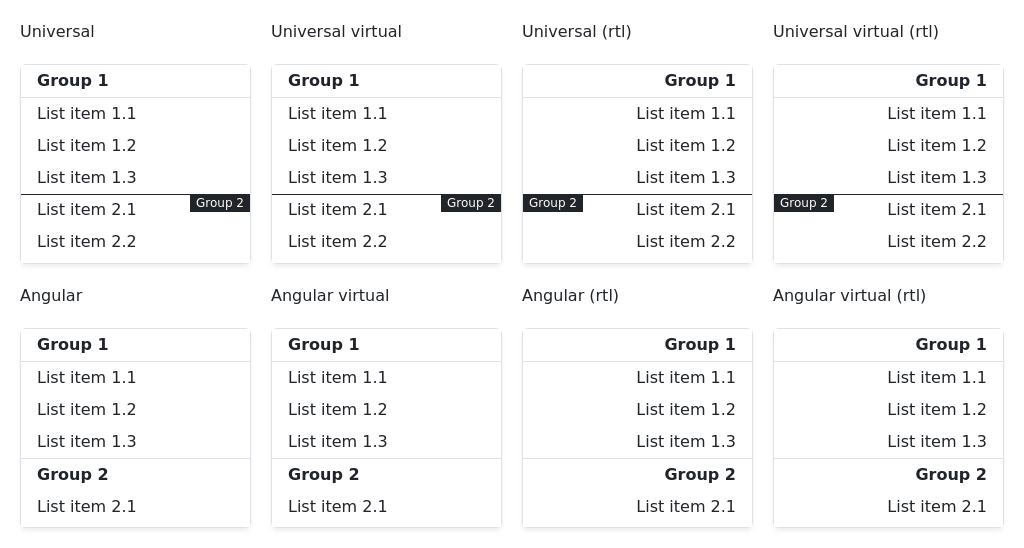 Universal
Group 1
List item 1.1
List item 1.2
List item 1.3
Group 2
List item 2.1
List item 2.2
Universal virtual
Group 1
List item 1.1
List item 1.2
List item 1.3
Group 2
List item 2.1
List item 2.2
Universal (rtl)
Group 1
List item 1.1
List item 1.2
List item 1.3
Group 2
List item 2.1
List item 2.2
Universal virtual (rtl)
Group 1
List item 1.1
List item 1.2
List item 1.3
Group 2
List item 2.1
List item 2.2
Angular
Group 1
List item 1.1
List item 1.2
List item 1.3
Group 2
List item 2.1
Angular virtual
Group 1
List item 1.1
List item 1.2
List item 1.3
Group 2
List item 2.1
Angular (rtl)
Group 1
List item 1.1
List item 1.2
List item 1.3
Group 2
List item 2.1
Angular virtual (rtl)
Group 1
List item 1.1
List item 1.2
List item 1.3
Group 2
List item 2.1